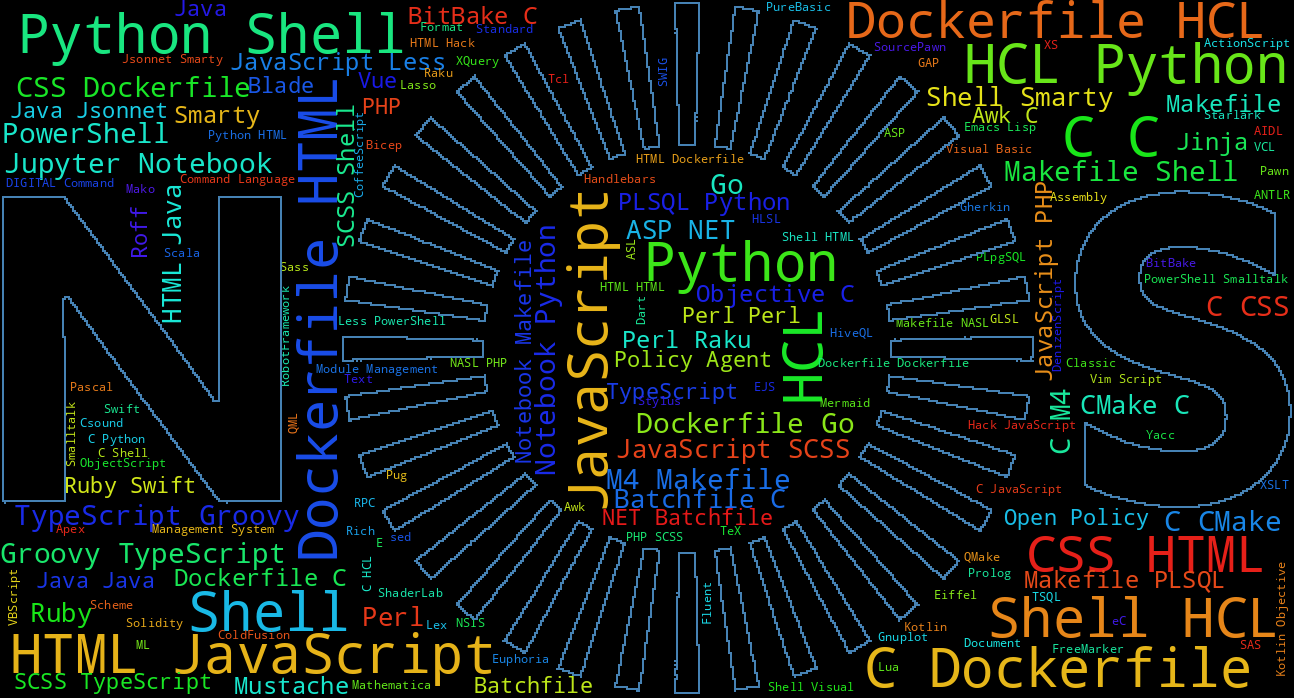 Java
Python Shell
BitBake C
Format
Standard
HTML Hack
PureBasic
Dockerfile HCL
SourcePawn
XS
ActionScript
GAP
HCL Python
Jsonnet Smarty
JavaScript Less
XQuery
Raku
Tcl
SWIG
CSS Dockerfile
Blade
Vue
Lasso
Shell Smarty
Makefile
Java Jsonnet
Smarty
PHP
Awk C
Starlark
PowerShell
Python HTML
Emacs Lisp
ASP
C C
AIDL
Jinja
VCL
Bicep
CoffeeScript
SCSS Shell
Visual Basic
Jupyter Notebook
HTML Dockerfile
Makefile Shell
Pawn
DIGITAL Command
Mako
Command Language
Handlebars
Go
Assembly
ANTLR
Roff
HTML Java
Dockerfile HTML
PLSQL Python
HLSL
Gherkin
Scala
ASP NET
Shell HTML
JavaScript PHP
Sass
ASL
Python
PLpgSQL
BitBake
PowerShell Smalltalk
RobotFramework
Notebook Makefile
Notebook Python
JavaScript
HTML HTML
Objective C
Dart
Perl Perl
HCL
C CSS
Less PowerShell
Makefile NASL
GLSL
DenizenScript
HiveQL
Perl Raku
Policy Agent
NASL PHP
Dockerfile Dockerfile
Classic
Module Management
Text
Vim Script
Pascal
TypeScript
EJS
Stylus
Mermaid
C M4
CMake C
Swift
Smalltalk
Csound
QML
Dockerfile Go
Hack JavaScript
C Python
Yacc
C Shell
JavaScript SCSS
ObjectScript
Pug
M4 Makefile
C JavaScript
XSLT
Ruby Swift
Batchfile C
RPC
Awk
TypeScript Groovy
NET Batchfile
Open Policy
C CMake
Apex
Management System
Rich
sed
E
PHP SCSS
TeX
Groovy TypeScript
QMake
CSS HTML
Java Java
Dockerfile C
C HCL
Prolog
Makefile PLSQL
VBScript
ShaderLab
Fluent
Eiffel
TSQL
Kotlin Objective
Ruby
Scheme
Shell
Perl
Lex
NSIS
Solidity
Kotlin
Shell HCL
eC
ColdFusion
Gnuplot
Document
FreeMarker
SAS
HTML JavaScript
ML
Euphoria
Lua
C Dockerfile
SCSS TypeScript
Mustache
Mathematica
Batchfile
Shell Visual